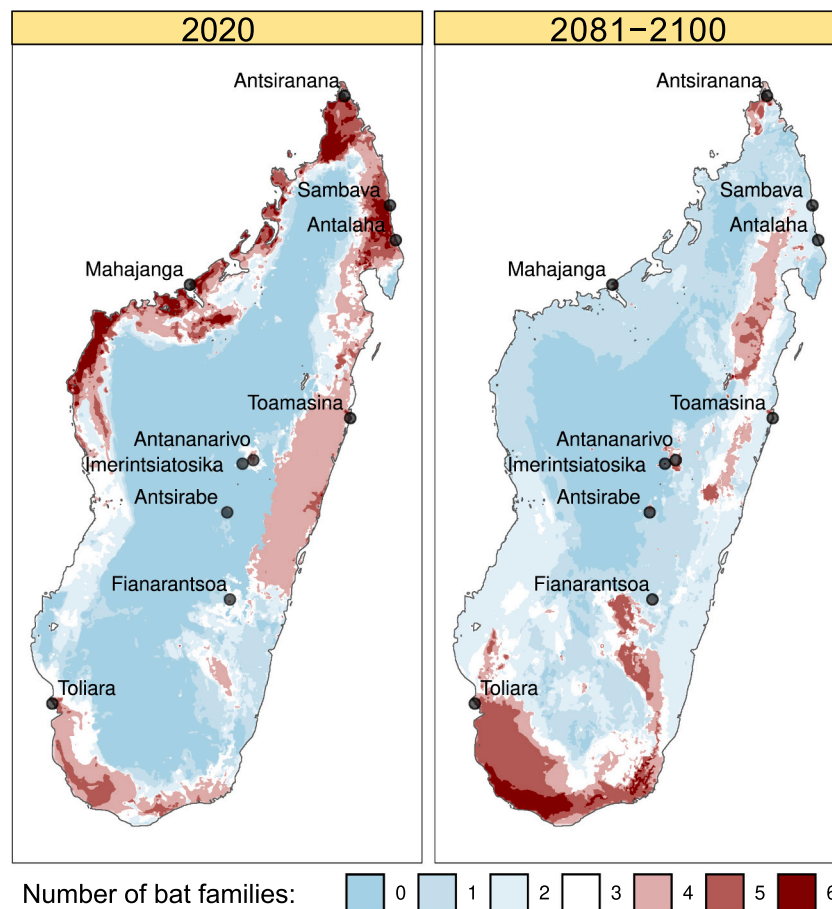 2020
2081−2100
Antsiranana
Sambava
Antalaha
Mahajanga
Toamasina
Antananarivo
Imerintsiatosika
Antsirabe
Fianarantsoa
Toliara
Antsiranana
Sambava
Antalaha
Mahajanga
Toamasina
Antananarivo
Imerintsiatosika
Antsirabe
Fianarantsoa
Toliara
Number of bat families: 0 1 2 3 4 5 6